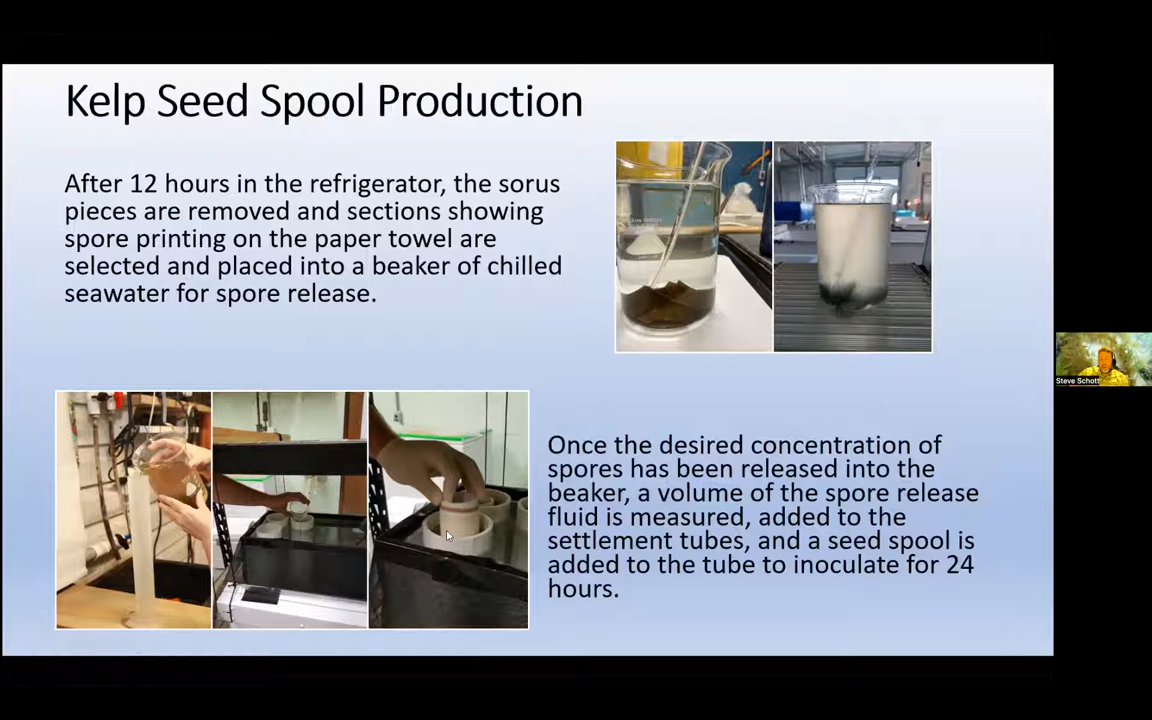 Kelp Seed Spool Production
After 12 hours in the refrigerator, the sorus
pieces are removed and sections showing
spore printing on the paper towel are
selected and placed into a beaker of chilled
seawater for spore release.
Once the desired concentration of
spores has been released into the
beaker, a volume of the spore release
fluid is measured, added to the
settlement tubes, and a seed spool is
added to the tube to inoculate for 24
hours.
Steve Schott